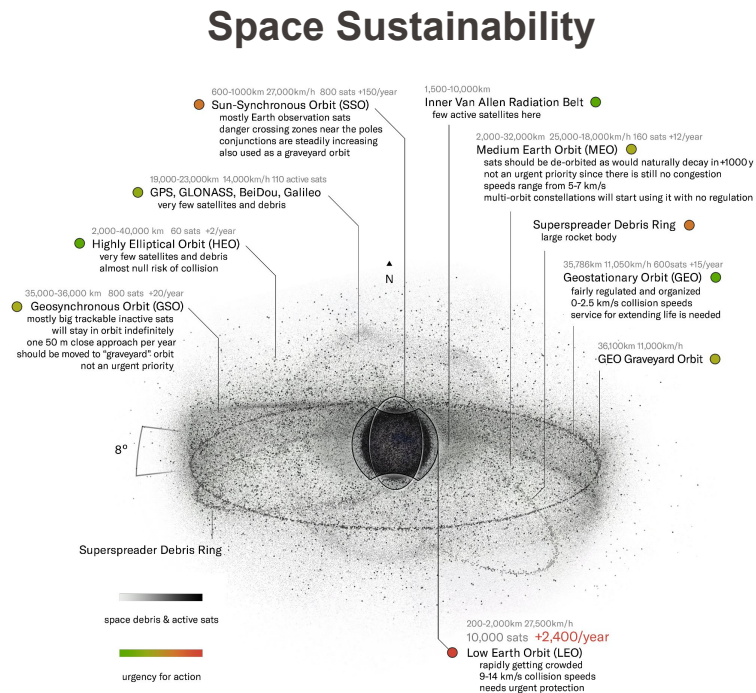 Space Sustainability
600-1000km 27,000km/h 800 sats +150/year
Sun-Synchronous Orbit (SSO)
mostly Earth observation sats
danger crossing zones near the poles
conjunctions are steadily increasing
also used as a graveyard orbit
1,500-10,000km
Inner Van Allen Radiation Belt
few active satellites here
2,000-32,000km 25,000-18,000km/h 160 sats +12/year
Medium Earth Orbit (MEO)
sats should be de-orbited as would naturally decay in +1000 y
not an urgent priority since there is still no congestion
speeds range from 5-7 km/s
multi-orbit constellations will start using it with no regulation
19,000-23,000km 14,000km/h 110 active sats
GPS, GLONASS, BeiDou, Galileo
very few satellites and debris
Superspreader Debris Ring
large rocket body
2,000-40,000 km 60 sats +2/year
Highly Elliptical Orbit (HEO)
very few satellites and debris
almost null risk of collision
N
35,786km 11,050km/h 600sats +15/year
Geostationary Orbit (GEO)
fairly regulated and organized
0-2.5 km/s collision speeds
service for extending life is needed
35,000-36,000 km 800 sats +20/year
Geosynchronous Orbit (GSO)
mostly big trackable inactive sats
will stay in orbit indefinitely
one 50 m close approach per year
should be moved to "graveyard" orbit
not an urgent priority
36,100km 11,000km/h
GEO Graveyard Orbit
8º
Superspreader Debris Ring
space debris & active sats
urgency for action
200-2,000km 27,500km/h
10,000 sats +2,400/year
Low Earth Orbit (LEO)
rapidly getting crowded
9-14 km/s collision speeds
needs urgent protection